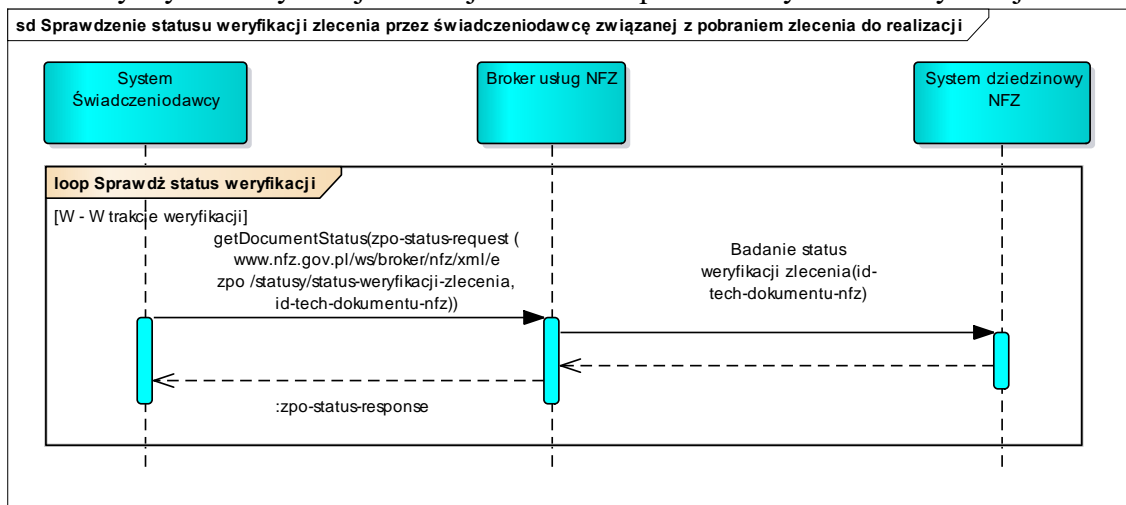 sd Sprawdzenie statusu weryfikacji zlecenia przez świadczeniodawcę związanej z pobraniem zlecenia do realizacji
System
Świadczeniodawcy
Broker usług NFZ
System dziedzinowy
NFZ
loop Sprawdź status weryfikacji
[W - W trakcie weryfikacji]
getDocumentStatus(zpo-status-request (
www.nfz.gov.pl/ws/broker/nfz/xml/e
zpo /statusy/status-weryfikacji-zlecenia,
id-tech-dokumentu-nfz))
Badanie status
weryfikacji zlecenia(id-
tech-dokumentu-nfz)
:zpo-status-response